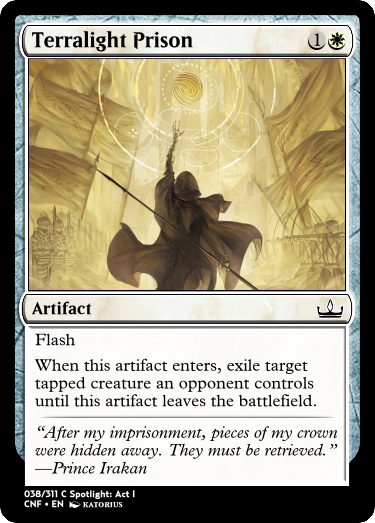 Terralight Prison 1
Artifact
Flash
When this artifact enters, exile target
tapped creature an opponent controls
until this artifact leaves the battlefield.
“After my imprisonment, pieces of my crown
were hidden away. They must be retrieved.”
—Prince Irakan
038/311 C Spotlight: Act I
CNF • EN KATORIUS